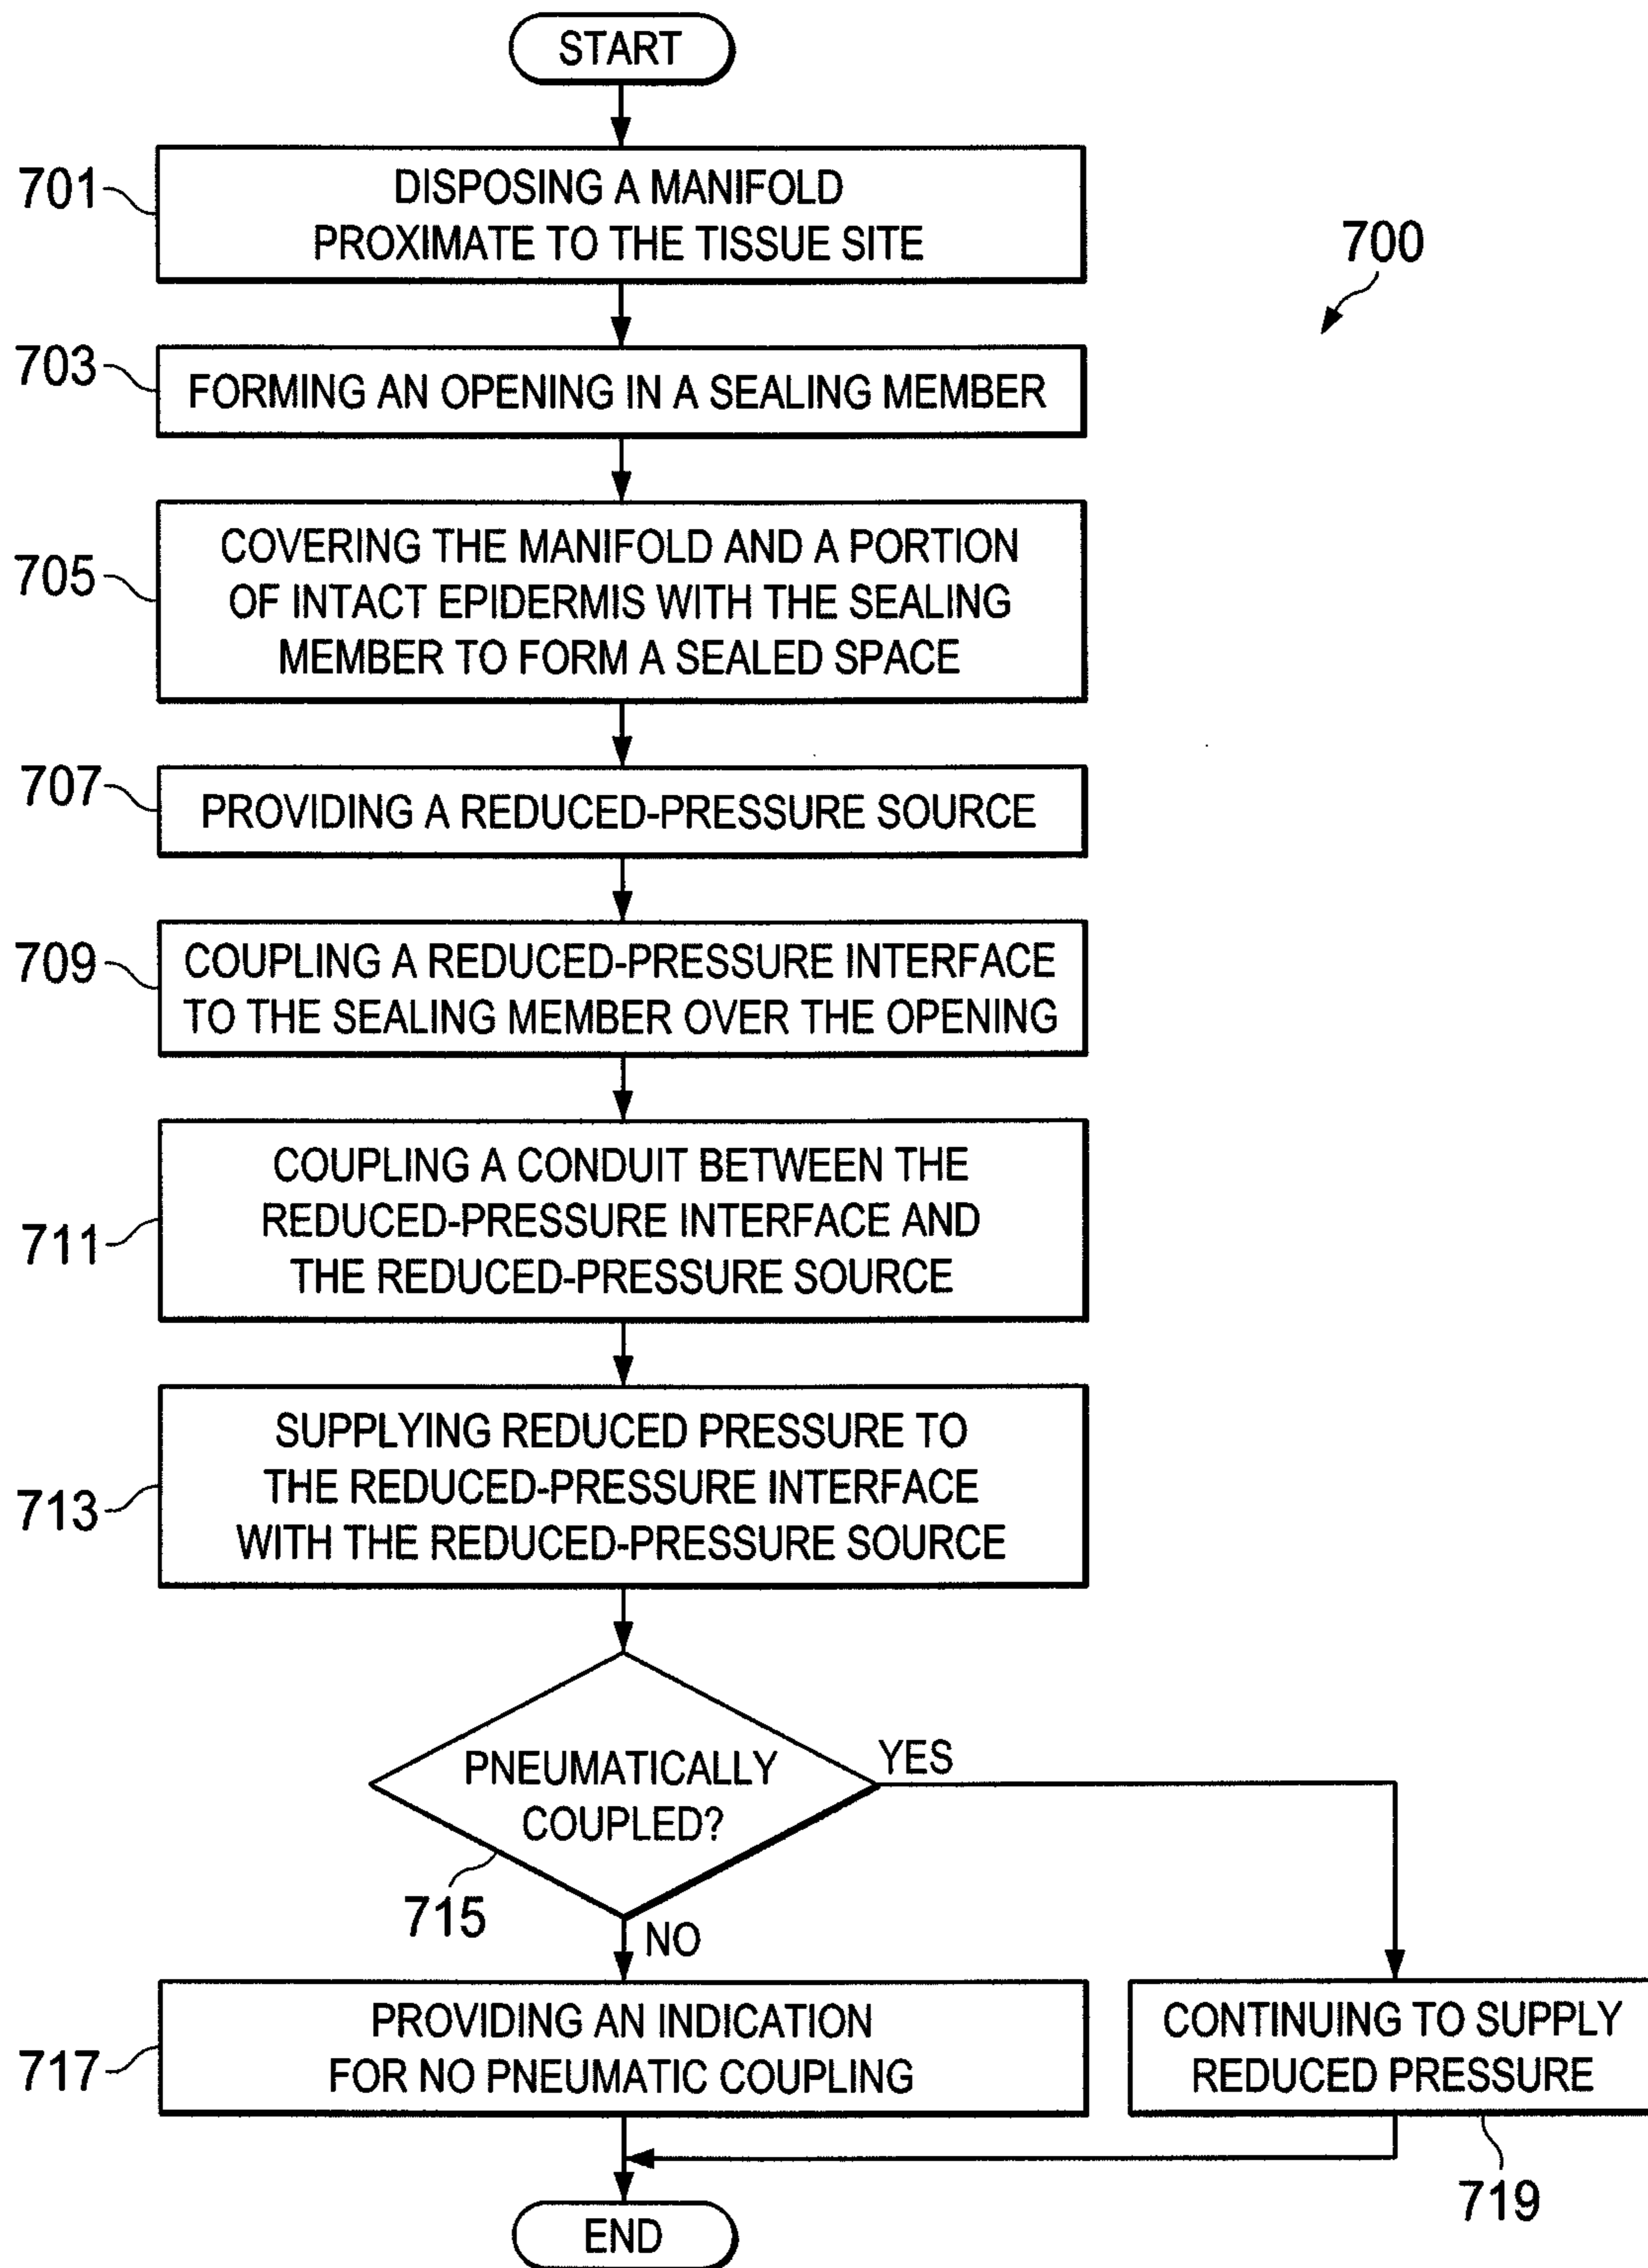 START
701
DISPOSING A MANIFOLD
PROXIMATE TO THE TISSUE SITE
700
703
FORMING AN OPENING IN A SEALING MEMBER
705
COVERING THE MANIFOLD AND A PORTION
OF INTACT EPIDERMIS WITH THE SEALING
MEMBER TO FORM A SEALED SPACE
707
PROVIDING A REDUCED-PRESSURE SOURCE
709
COUPLING A REDUCED-PRESSURE INTERFACE
TO THE SEALING MEMBER OVER THE OPENING
711
COUPLING A CONDUIT BETWEEN THE
REDUCED-PRESSURE INTERFACE AND
THE REDUCED-PRESSURE SOURCE
713
SUPPLYING REDUCED PRESSURE TO
THE REDUCED-PRESSURE INTERFACE
WITH THE REDUCED-PRESSURE SOURCE
PNEUMATICALLY
COUPLED?
YES
715
NO
717
PROVIDING AN INDICATION
FOR NO PNEUMATIC COUPLING
CONTINUING TO SUPPLY
REDUCED PRESSURE
719
END